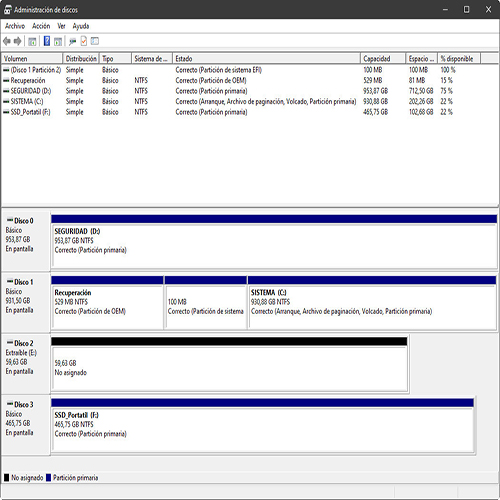 Administración de discos
Archivo Acción Ver Ayuda
Volumen Distribución Tipo Sistema de ... Estado Capacidad Espacio ... % disponible
(Disco 1 Partición 2) Simple Básico Correcto (Partición de sistema EFI) 100 MB 100 MB 100 %
Recuperación Simple Básico NTFS Correcto (Partición de OEM) 529 MB 81 MB 15 %
SEGURIDAD (D:) Simple Básico NTFS Correcto (Partición primaria) 953,87 GB 712,50 GB 75 %
SISTEMA (C:) Simple Básico NTFS Correcto (Arranque, Archivo de paginación, Volcado, Partición primaria) 930,88 GB 202,26 GB 22 %
SSD_Portatil (F:) Simple Básico NTFS Correcto (Partición primaria) 465,75 GB 102,68 GB 22 %
Disco 0
Básico
953,87 GB
En pantalla
SEGURIDAD (D:)
953,87 GB NTFS
Correcto (Partición primaria)
Disco 1
Básico
931,50 GB
En pantalla
Recuperación
529 MB NTFS
Correcto (Partición de OEM)
100 MB
Correcto (Partición de sistema
SISTEMA (C:)
930,88 GB NTFS
Correcto (Arranque, Archivo de paginación, Volcado, Partición primaria)
Disco 2
Extraíble (E:)
59,63 GB
En pantalla
59,63 GB
No asignado
Disco 3
Básico
465,75 GB
En pantalla
SSD_Portatil (F:)
465,75 GB NTFS
Correcto (Partición primaria)
No asignado Partición primaria